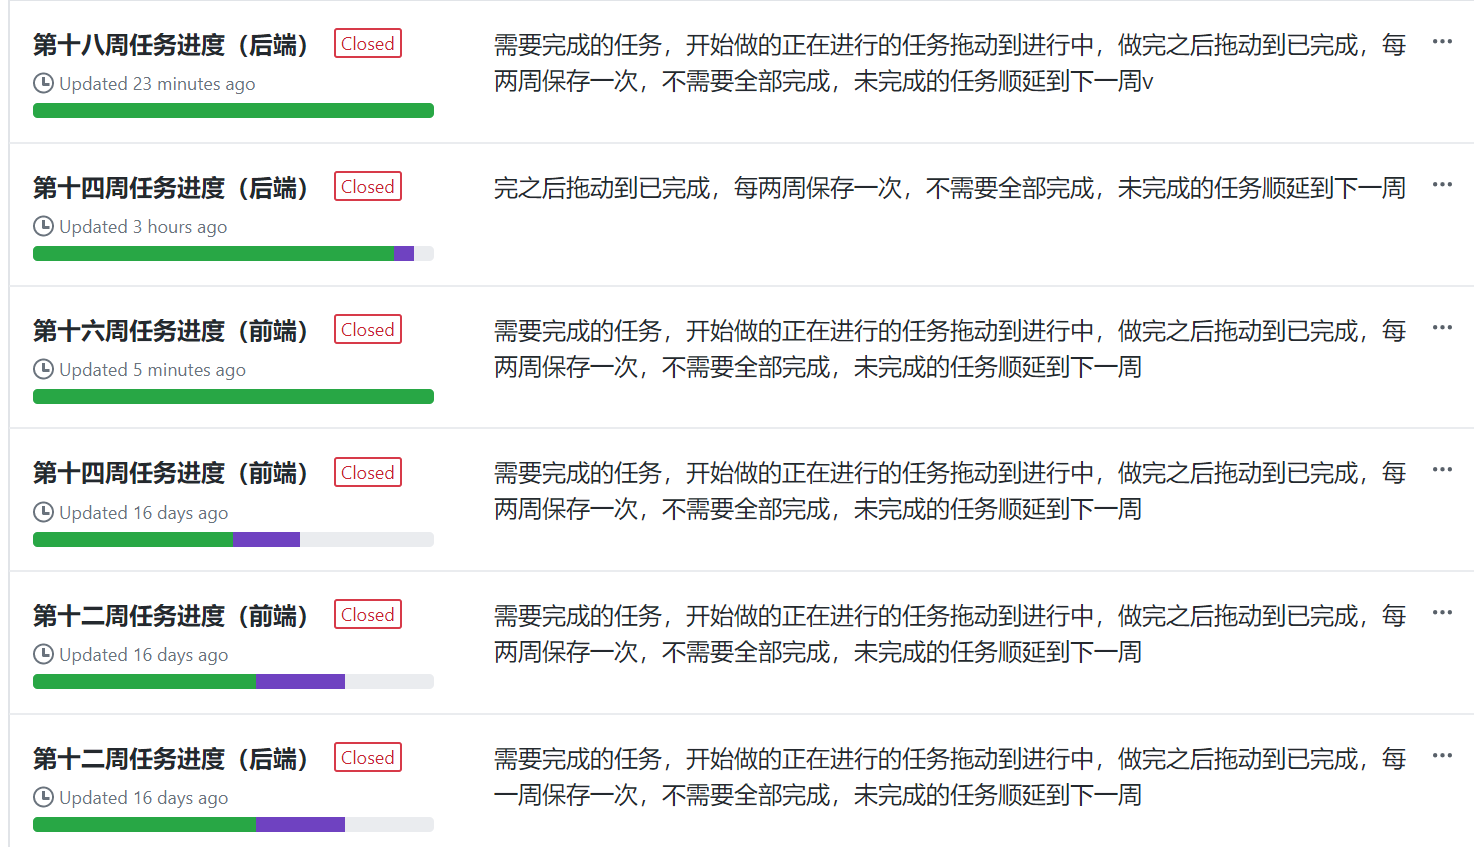 第十八周任务进度（后端） Closed
需要完成的任务，开始做的正在进行的任务拖动到进行中，做完之后拖动到已完成，每
两周保存一次，不需要全部完成，未完成的任务顺延到下一周v
Updated 23 minutes ago
第十四周任务进度（后端） Closed
完之后拖动到已完成，每两周保存一次，不需要全部完成，未完成的任务顺延到下一周
Updated 3 hours ago
第十六周任务进度（前端） Closed
需要完成的任务，开始做的正在进行的任务拖动到进行中，做完之后拖动到已完成，每
两周保存一次，不需要全部完成，未完成的任务顺延到下一周
Updated 5 minutes ago
第十四周任务进度（前端） Closed
需要完成的任务，开始做的正在进行的任务拖动到进行中，做完之后拖动到已完成，每
两周保存一次，不需要全部完成，未完成的任务顺延到下一周
Updated 16 days ago
第十二周任务进度（前端） Closed
需要完成的任务，开始做的正在进行的任务拖动到进行中，做完之后拖动到已完成，每
两周保存一次，不需要全部完成，未完成的任务顺延到下一周
Updated 16 days ago
第十二周任务进度（后端） Closed
需要完成的任务，开始做的正在进行的任务拖动到进行中，做完之后拖动到已完成，每
一周保存一次，不需要全部完成，未完成的任务顺延到下一周
Updated 16 days ago